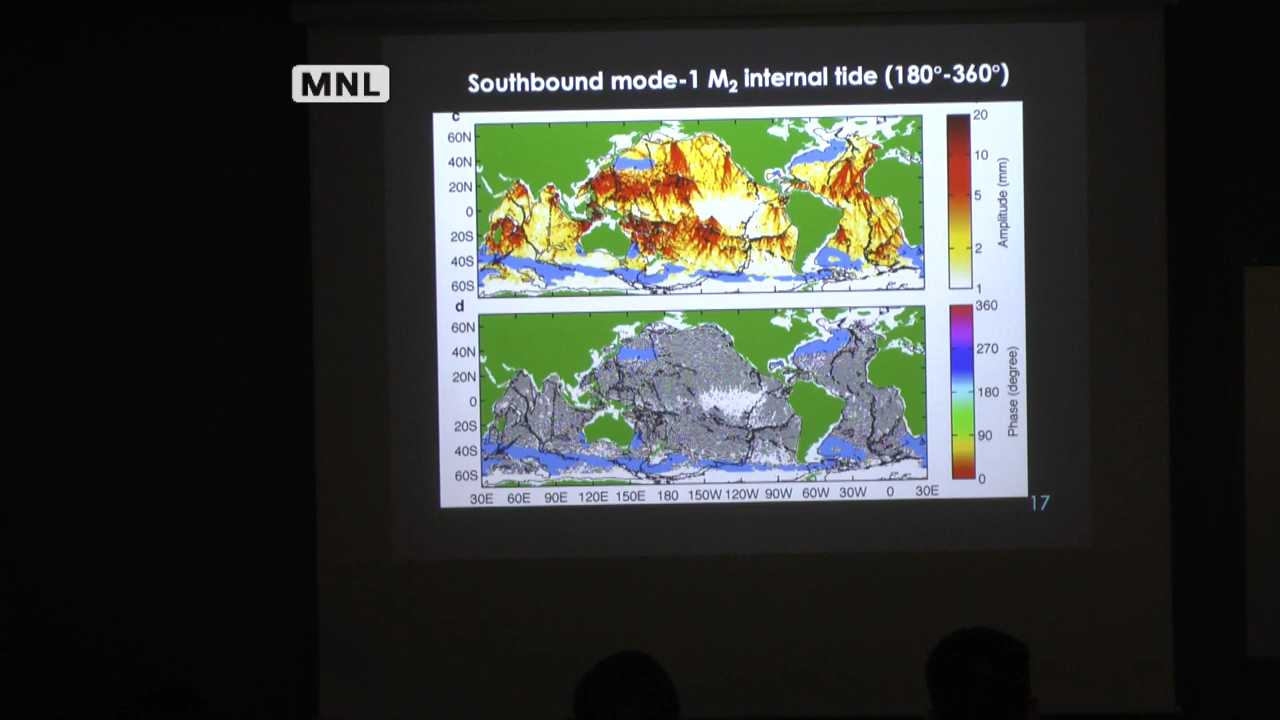 MNL
Southbound mode-1 M₂ internal tide (180°-360°)
c
60N
40N
20N
0
20S
40S
60S
20
10
5
2
1
Amplitude (mm)
d
60N
40N
20N
0
20S
40S
60S
30E 60E 90E 120E 150E 180 150W 120W 90W 60W 30W 0 30E
360
270
180
90
0
Phase (degree)
17